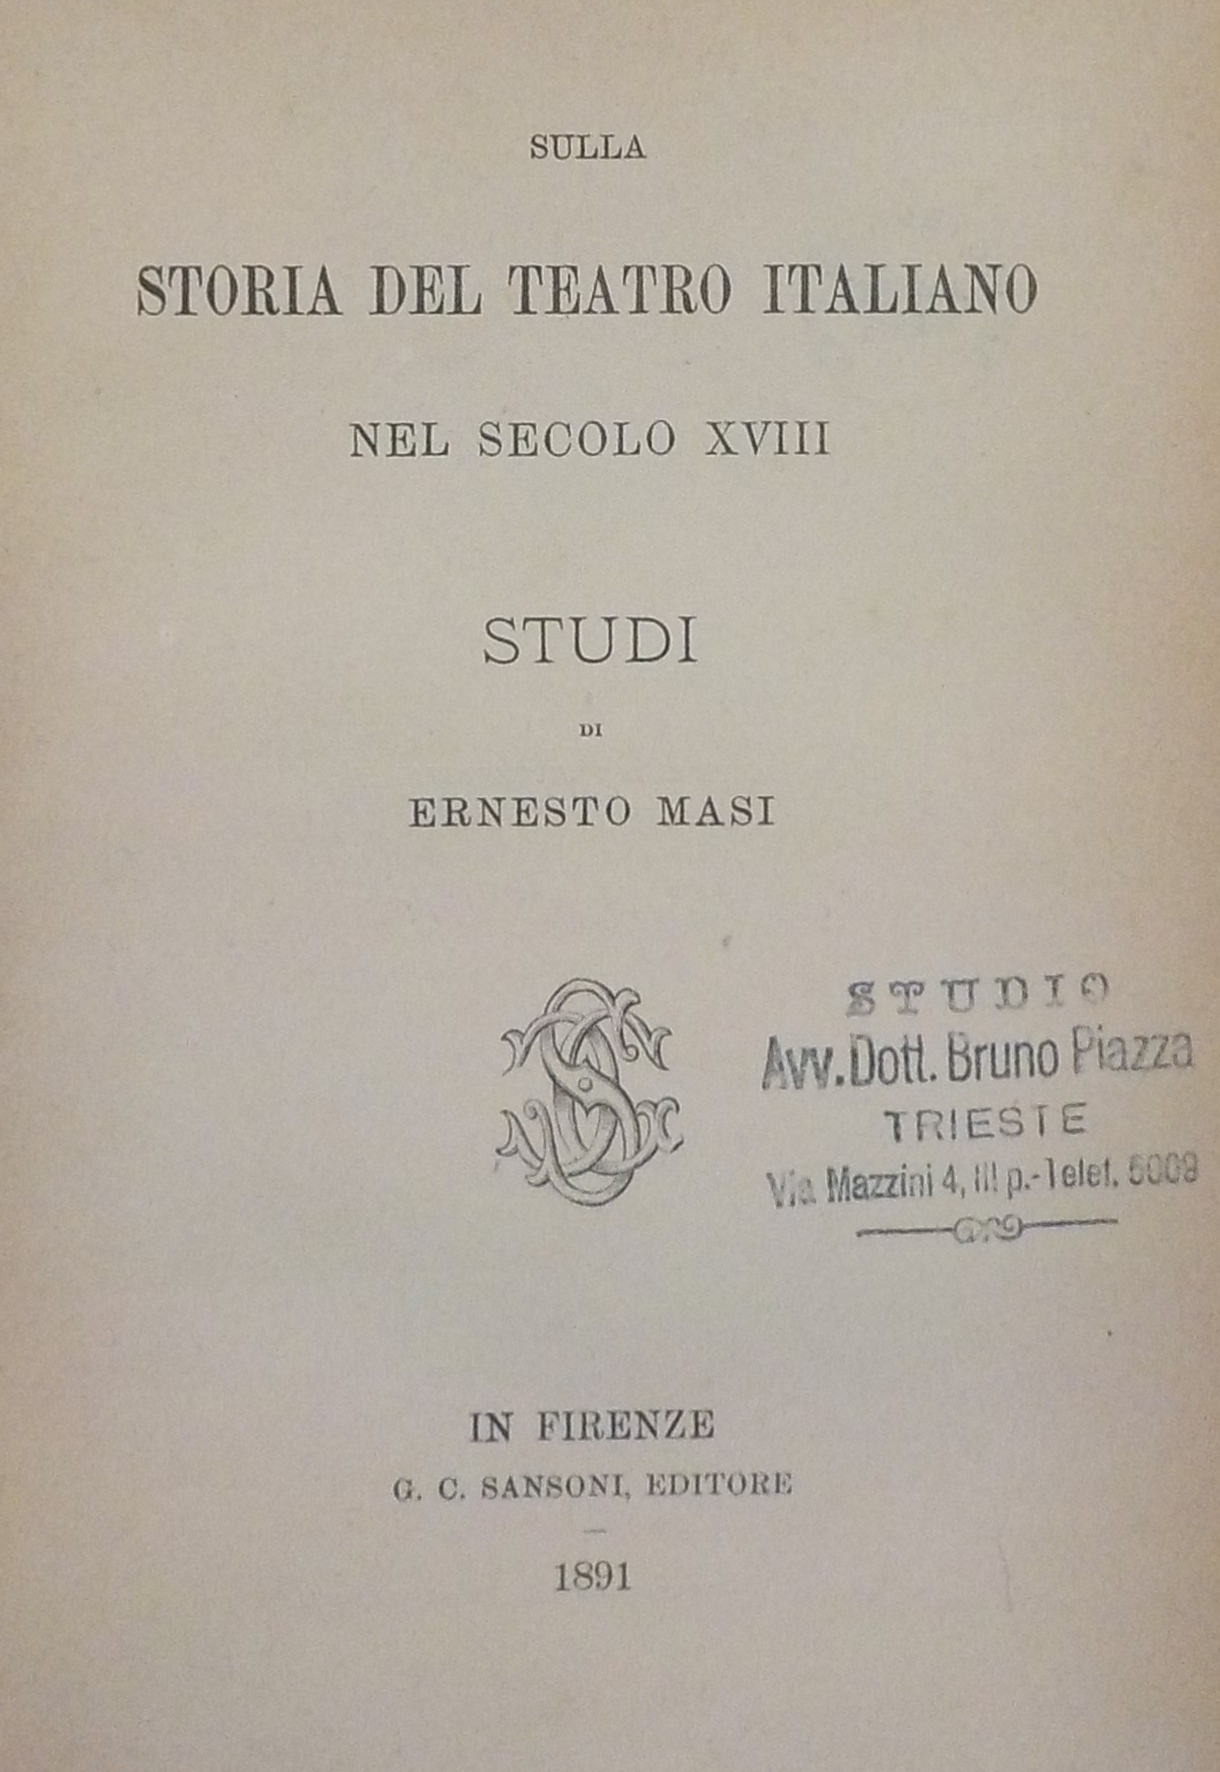 SULLA
STORIA DEL TEATRO ITALIANO
NEL SECOLO XVIII
STUDI
DI
ERNESTO MASI
STUDIO
Avv. Dott. Bruno Piazza
TRIESTE
Via Mazzini 4, III p.-Telef.
IN FIRENZE
G. C. SANSONI, EDITORE
1891